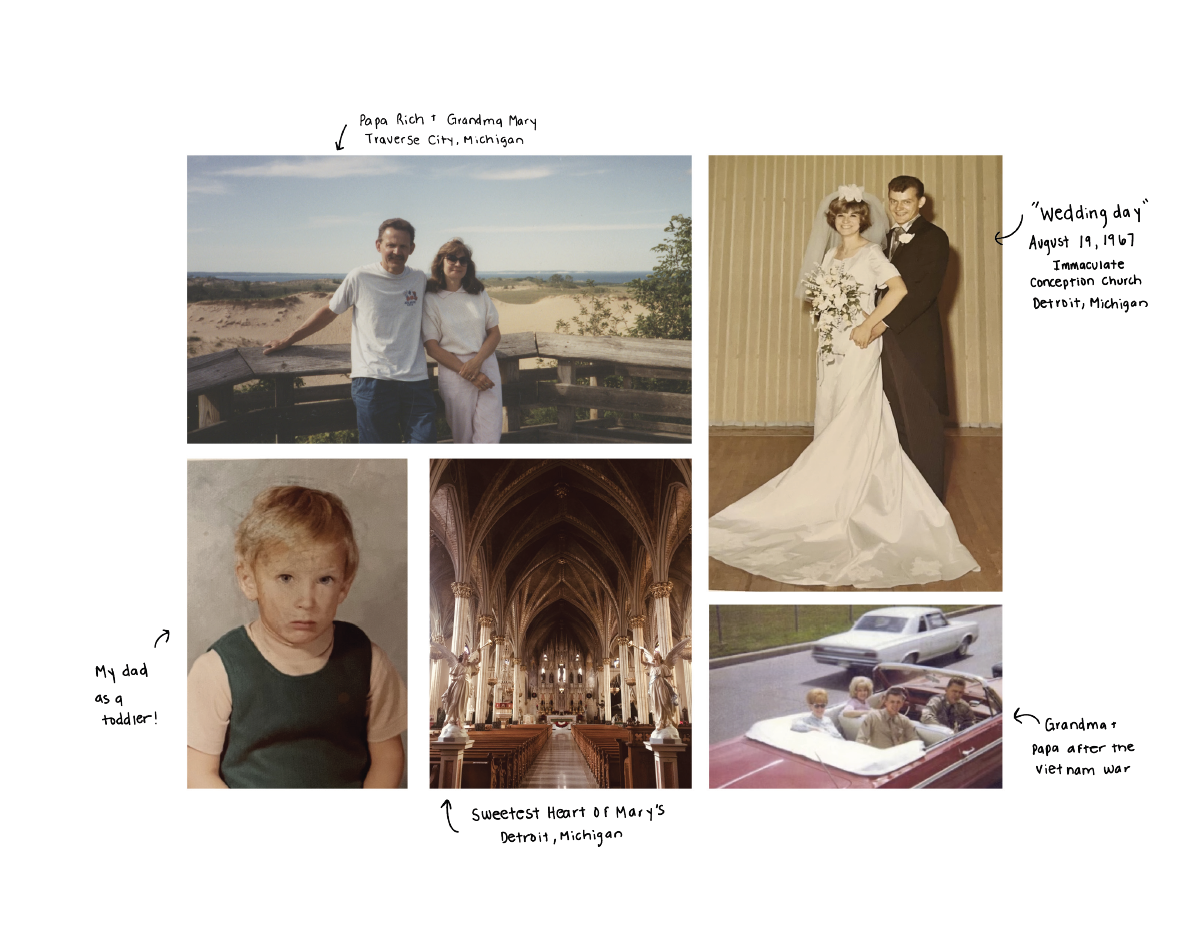 Papa Rich + Grandma Mary
Traverse City, Michigan
"Wedding day"
August 19, 1967
Immaculate
Conception Church
Detroit, Michigan
My dad
as a
toddler!
Sweetest Heart Of Mary's
Detroit, Michigan
Grandma +
Papa after the
Vietnam war